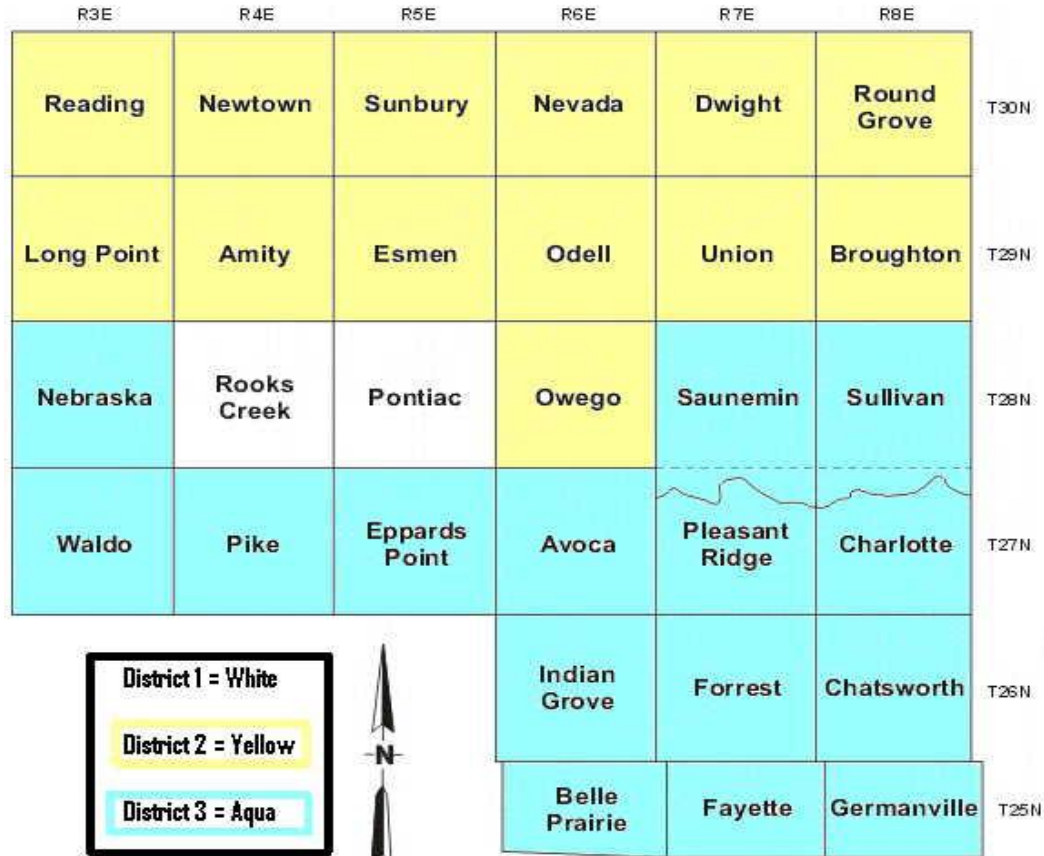 R3E R4E R5E R6E R7E R8E
Reading Newtown Sunbury Nevada Dwight Round
Grove T30N
Long Point Amity Esmen Odell Union Broughton T29N
Nebraska Rooks
Creek Pontiac Owego Saunemin Sullivan T28N
Waldo Pike Eppards
Point Avoca Pleasant
Ridge Charlotte T27N
Indian
Grove Forrest Chatsworth T26N
Belle
Prairie Fayette Germanville T25N
District 1 = White
District 2 = Yellow
District 3 = Aqua
N